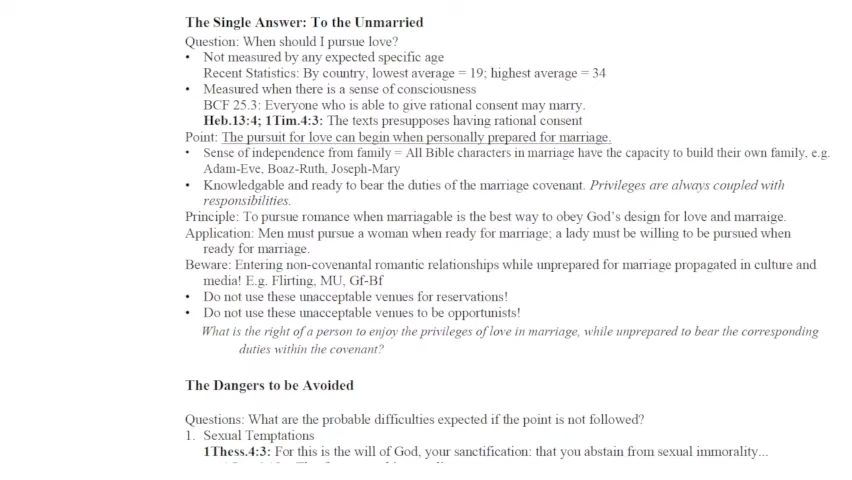 The Single Answer: To the Unmarried
Question: When should I pursue love?
• Not measured by any expected specific age
Recent Statistics: By country, lowest average = 19; highest average = 34
• Measured when there is a sense of consciousness
BCF 25.3: Everyone who is able to give rational consent may marry.
Heb.13:4; 1Tim.4:3: The texts presupposes having rational consent
Point: The pursuit for love can begin when personally prepared for marriage.
• Sense of independence from family = All Bible characters in marriage have the capacity to build their own family, e.g.
Adam-Eve, Boaz-Ruth, Joseph-Mary
• Knowledgable and ready to bear the duties of the marriage covenant. Privileges are always coupled with
responsibilities.
Principle: To pursue romance when marriagable is the best way to obey God's design for love and marraige.
Application: Men must pursue a woman when ready for marriage; a lady must be willing to be pursued when
ready for marriage.
Beware: Entering non-covenantal romantic relationships while unprepared for marriage propagated in culture and
media! E.g. Flirting, MU, Gf-Bf
• Do not use these unacceptable venues for reservations!
• Do not use these unacceptable venues to be opportunists!
What is the right of a person to enjoy the privileges of love in marriage, while unprepared to bear the corresponding
duties within the covenant?
The Dangers to be Avoided
Questions: What are the probable difficulties expected if the point is not followed?
1. Sexual Temptations
1Thess.4:3: For this is the will of God, your sanctification: that you abstain from sexual immorality...